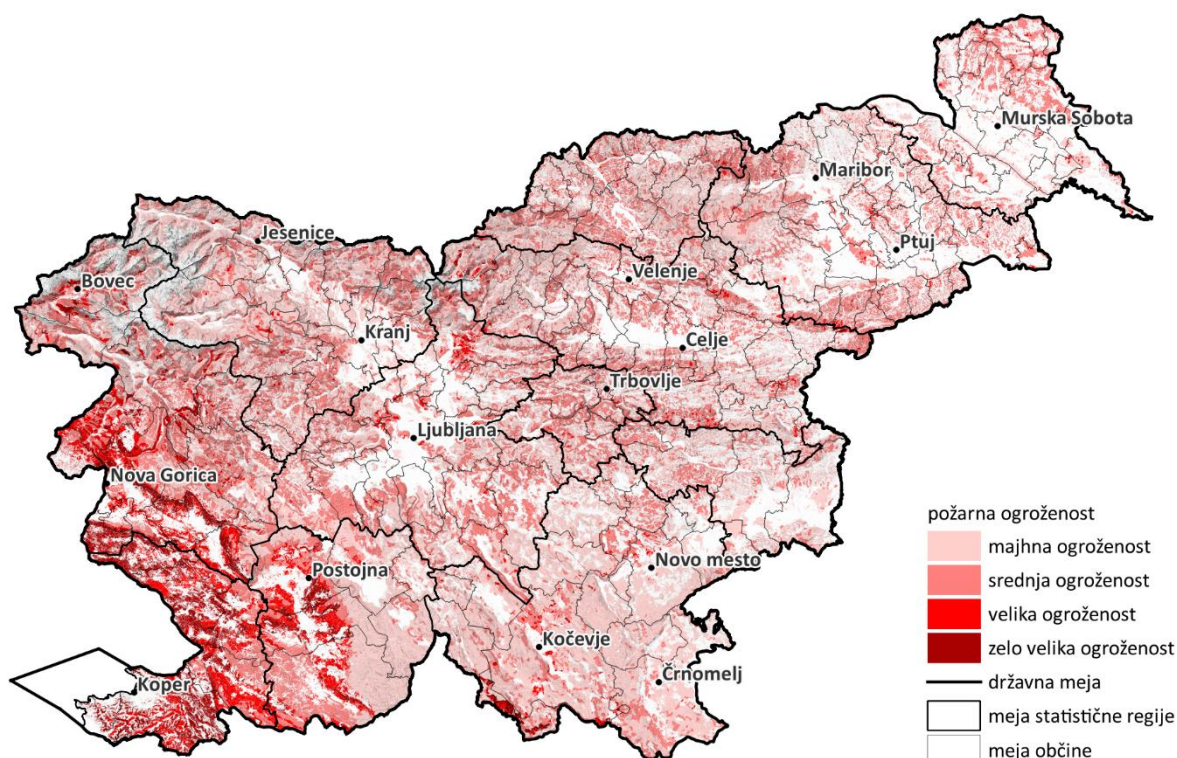 Murska Sobota
Maribor
Jesenice
Ptuj
Bovec
Velenje
Kranj
Celje
Trbovlje
Ljubljana
Nova Gorica
Postojna
Novo mesto
Kočevje
Koper
Črnomelj
požarna ogroženost
majhna ogroženost
srednja ogroženost
velika ogroženost
zelo velika ogroženost
državna meja
meja statistične regije
meja občine